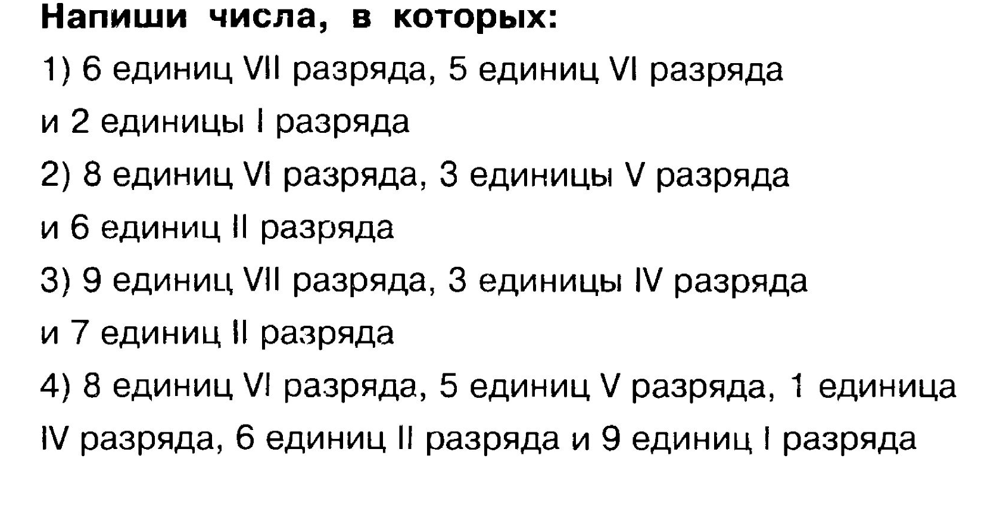 Напиши числа, в которых:
1) 6 единиц VII разряда, 5 единиц VI разряда
и 2 единицы I разряда
2) 8 единиц VI разряда, 3 единицы V разряда
и 6 единиц II разряда
3) 9 единиц VII разряда, 3 единицы IV разряда
и 7 единиц II разряда
4) 8 единиц VI разряда, 5 единиц V разряда, 1 единица
IV разряда, 6 единиц II разряда и 9 единиц I разряда